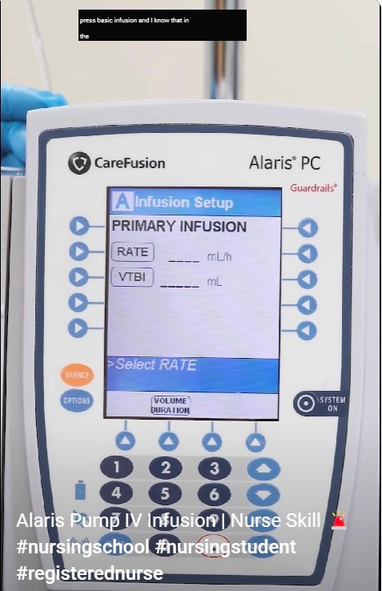 press basic infusion and I know that in
the
CareFusion
Alaris® PC
Guardrails®
A Infusion Setup
PRIMARY INFUSION
RATE ____ mL/h
VTBI _____ mL
>Select RATE
SILENCE
OPTIONS
VOLUME
DURATION
SYSTEM
ON
1 2 3
4 5 6
Alaris Pump IV Infusion | Nurse Skill 🚨
#nursingschool #nursingstudent
#registerednurse